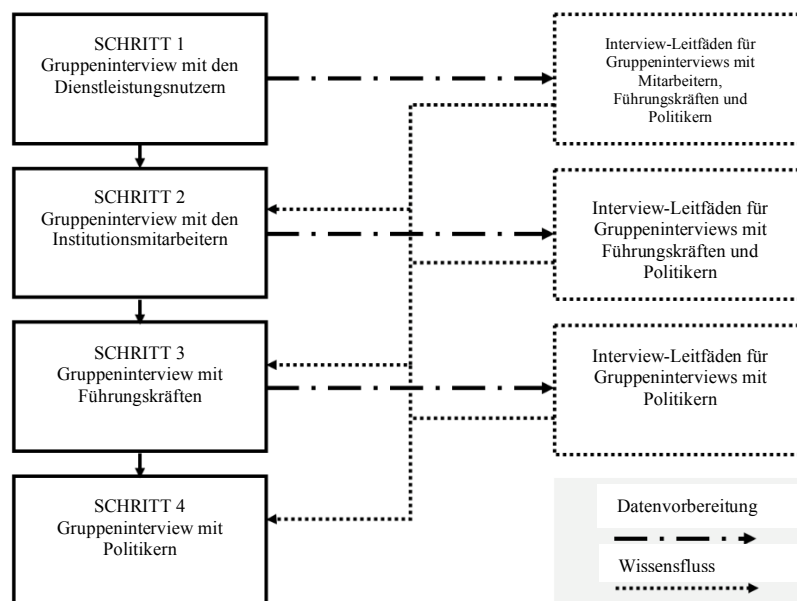 SCHRITT 1
Gruppeninterview mit den
Dienstleistungsnutzern
Interview-Leitfäden für
Gruppeninterviews mit
Mitarbeitern,
Führungskräften und
Politikern
SCHRITT 2
Gruppeninterview mit den
Institutionsmitarbeitern
Interview-Leitfäden für
Gruppeninterviews mit
Führungskräften und
Politikern
SCHRITT 3
Gruppeninterview mit
Führungskräften
Interview-Leitfäden für
Gruppeninterviews mit
Politikern
SCHRITT 4
Gruppeninterview mit
Politikern
Datenvorbereitung
Wissensfluss